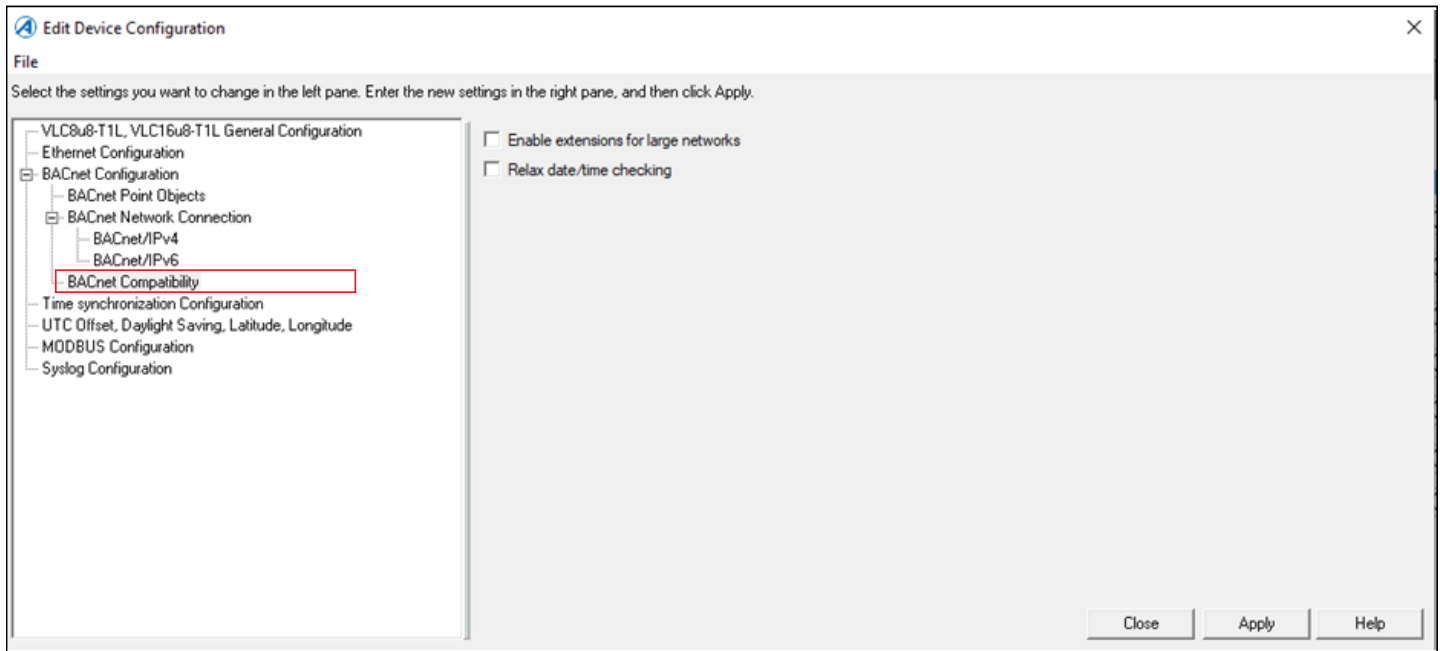 Edit Device Configuration
File
Select the settings you want to change in the left pane. Enter the new settings in the right pane, and then click Apply.
VLC8u8-T1L, VLC16u8-T1L General Configuration
Ethernet Configuration
BACnet Configuration
BACnet Point Objects
BACnet Network Connection
BACnet/IPv4
BACnet/IPv6
BACnet Compatibility
Time synchronization Configuration
UTC Offset, Daylight Saving, Latitude, Longitude
MODBUS Configuration
Syslog Configuration
Enable extensions for large networks
Relax date/time checking
Close Apply Help